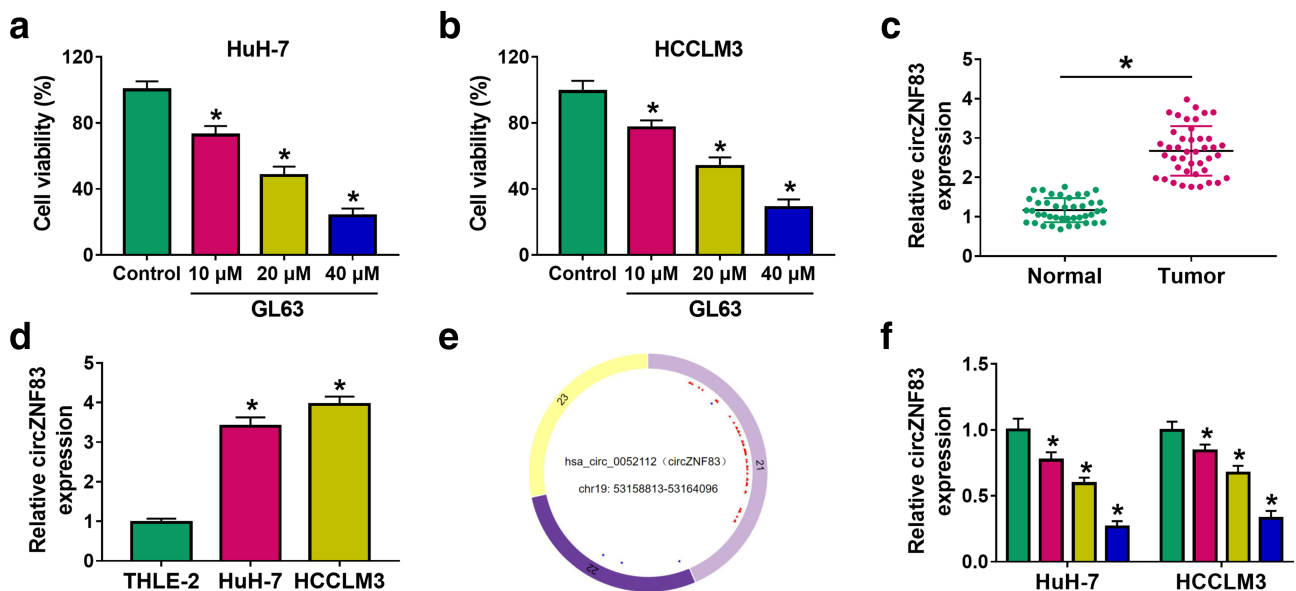 a
HuH-7
Cell viability (%)
120
80
40
0
*
*
*
Control 10 µM 20 µM 40 µM
GL63
b
HCCLM3
Cell viability (%)
120
80
40
0
*
*
*
Control 10 µM 20 µM 40 µM
GL63
c
Relative circZNF83
expression
5
4
3
2
1
0
*
Normal Tumor
d
Relative circZNF83
expression
5
4
3
2
1
0
*
*
THLE-2 HuH-7 HCCLM3
e
23
21
22
hsa_circ_0052112（circZNF83）
chr19: 53158813-53164096
f
Relative circZNF83
expression
1.5
1.0
0.5
0.0
*
*
*
*
*
*
HuH-7 HCCLM3